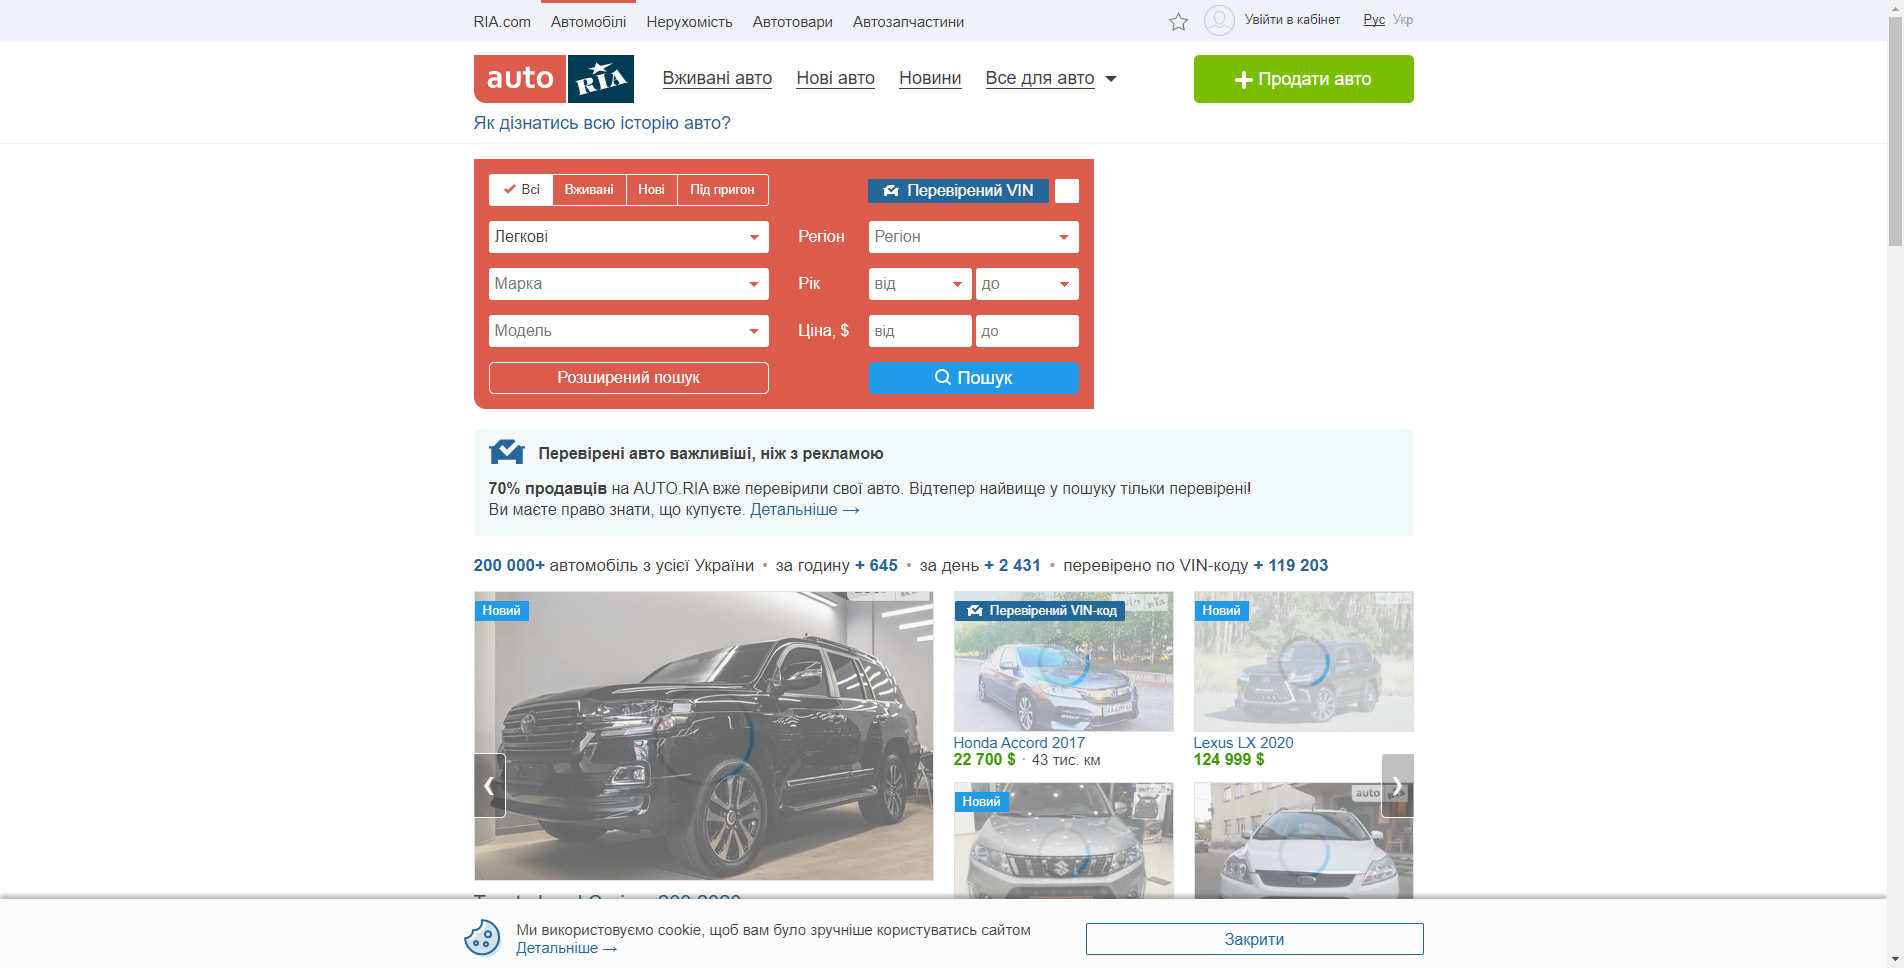 RIA.com Автомобілі Нерухомість Автотовари Автозапчастини Увійти в кабінет Рус Укр
auto RIA Вживані авто Нові авто Новини Все для авто Продати авто
Як дізнатись всю історію авто?
Всі Вживані Нові Під пригон Перевірений VIN
Легкові Регіон Регіон
Марка Рік від до
Модель Ціна, $ від до
Розширений пошук Пошук
Перевірені авто важливіші, ніж з рекламою
70% продавців на AUTO.RIA вже перевірили свої авто. Відтепер найвище у пошуку тільки перевірені!
Ви маєте право знати, що купуєте. Детальніше →
200 000+ автомобіль з усієї України • за годину + 645 • за день + 2 431 • перевірено по VIN-коду + 119 203
Новий Перевірений VIN-код Новий
Honda Accord 2017 Lexus LX 2020
22 700 $ · 43 тис. км 124 999 $
Новий auto RIA
Ми використовуємо cookie, щоб вам було зручніше користуватись сайтом
Детальніше →
Закрити